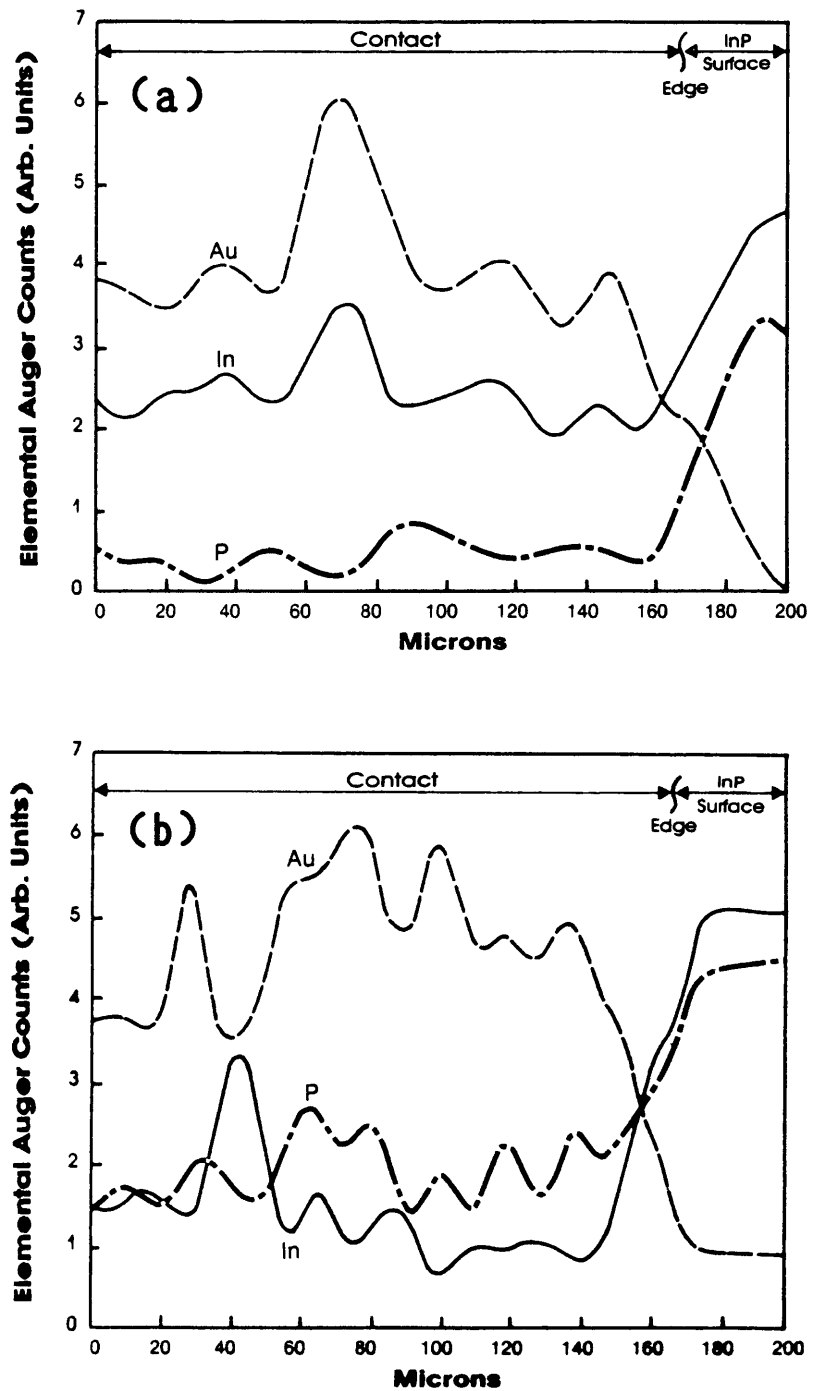 7
6
5
4
3
2
1
0
Elemental Auger Counts (Arb. Units)
(a)
Contact
InP
Surface
Edge
Au
In
P
0 20 40 60 80 100 120 140 160 180 200
Microns
7
6
5
4
3
2
1
0
Elemental Auger Counts (Arb. Units)
(b)
Contact
InP
Surface
Edge
Au
P
In
0 20 40 60 80 100 120 140 160 180 200
Microns